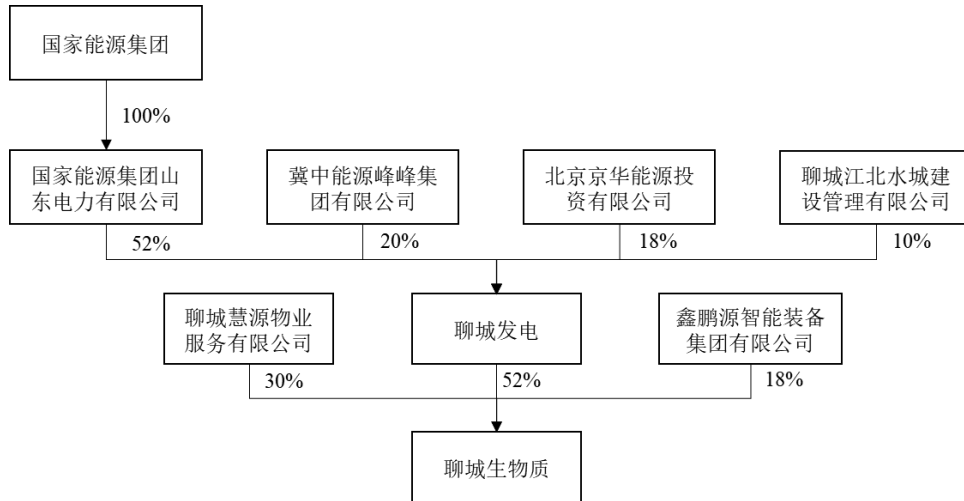 国家能源集团
100%
国家能源集团山
东电力有限公司
冀中能源峰峰集
团有限公司
北京京华能源投
资有限公司
聊城江北水城建
设管理有限公司
52%
20%
18%
10%
聊城慧源物业
服务有限公司
聊城发电
鑫鹏源智能装备
集团有限公司
30%
52%
18%
聊城生物质